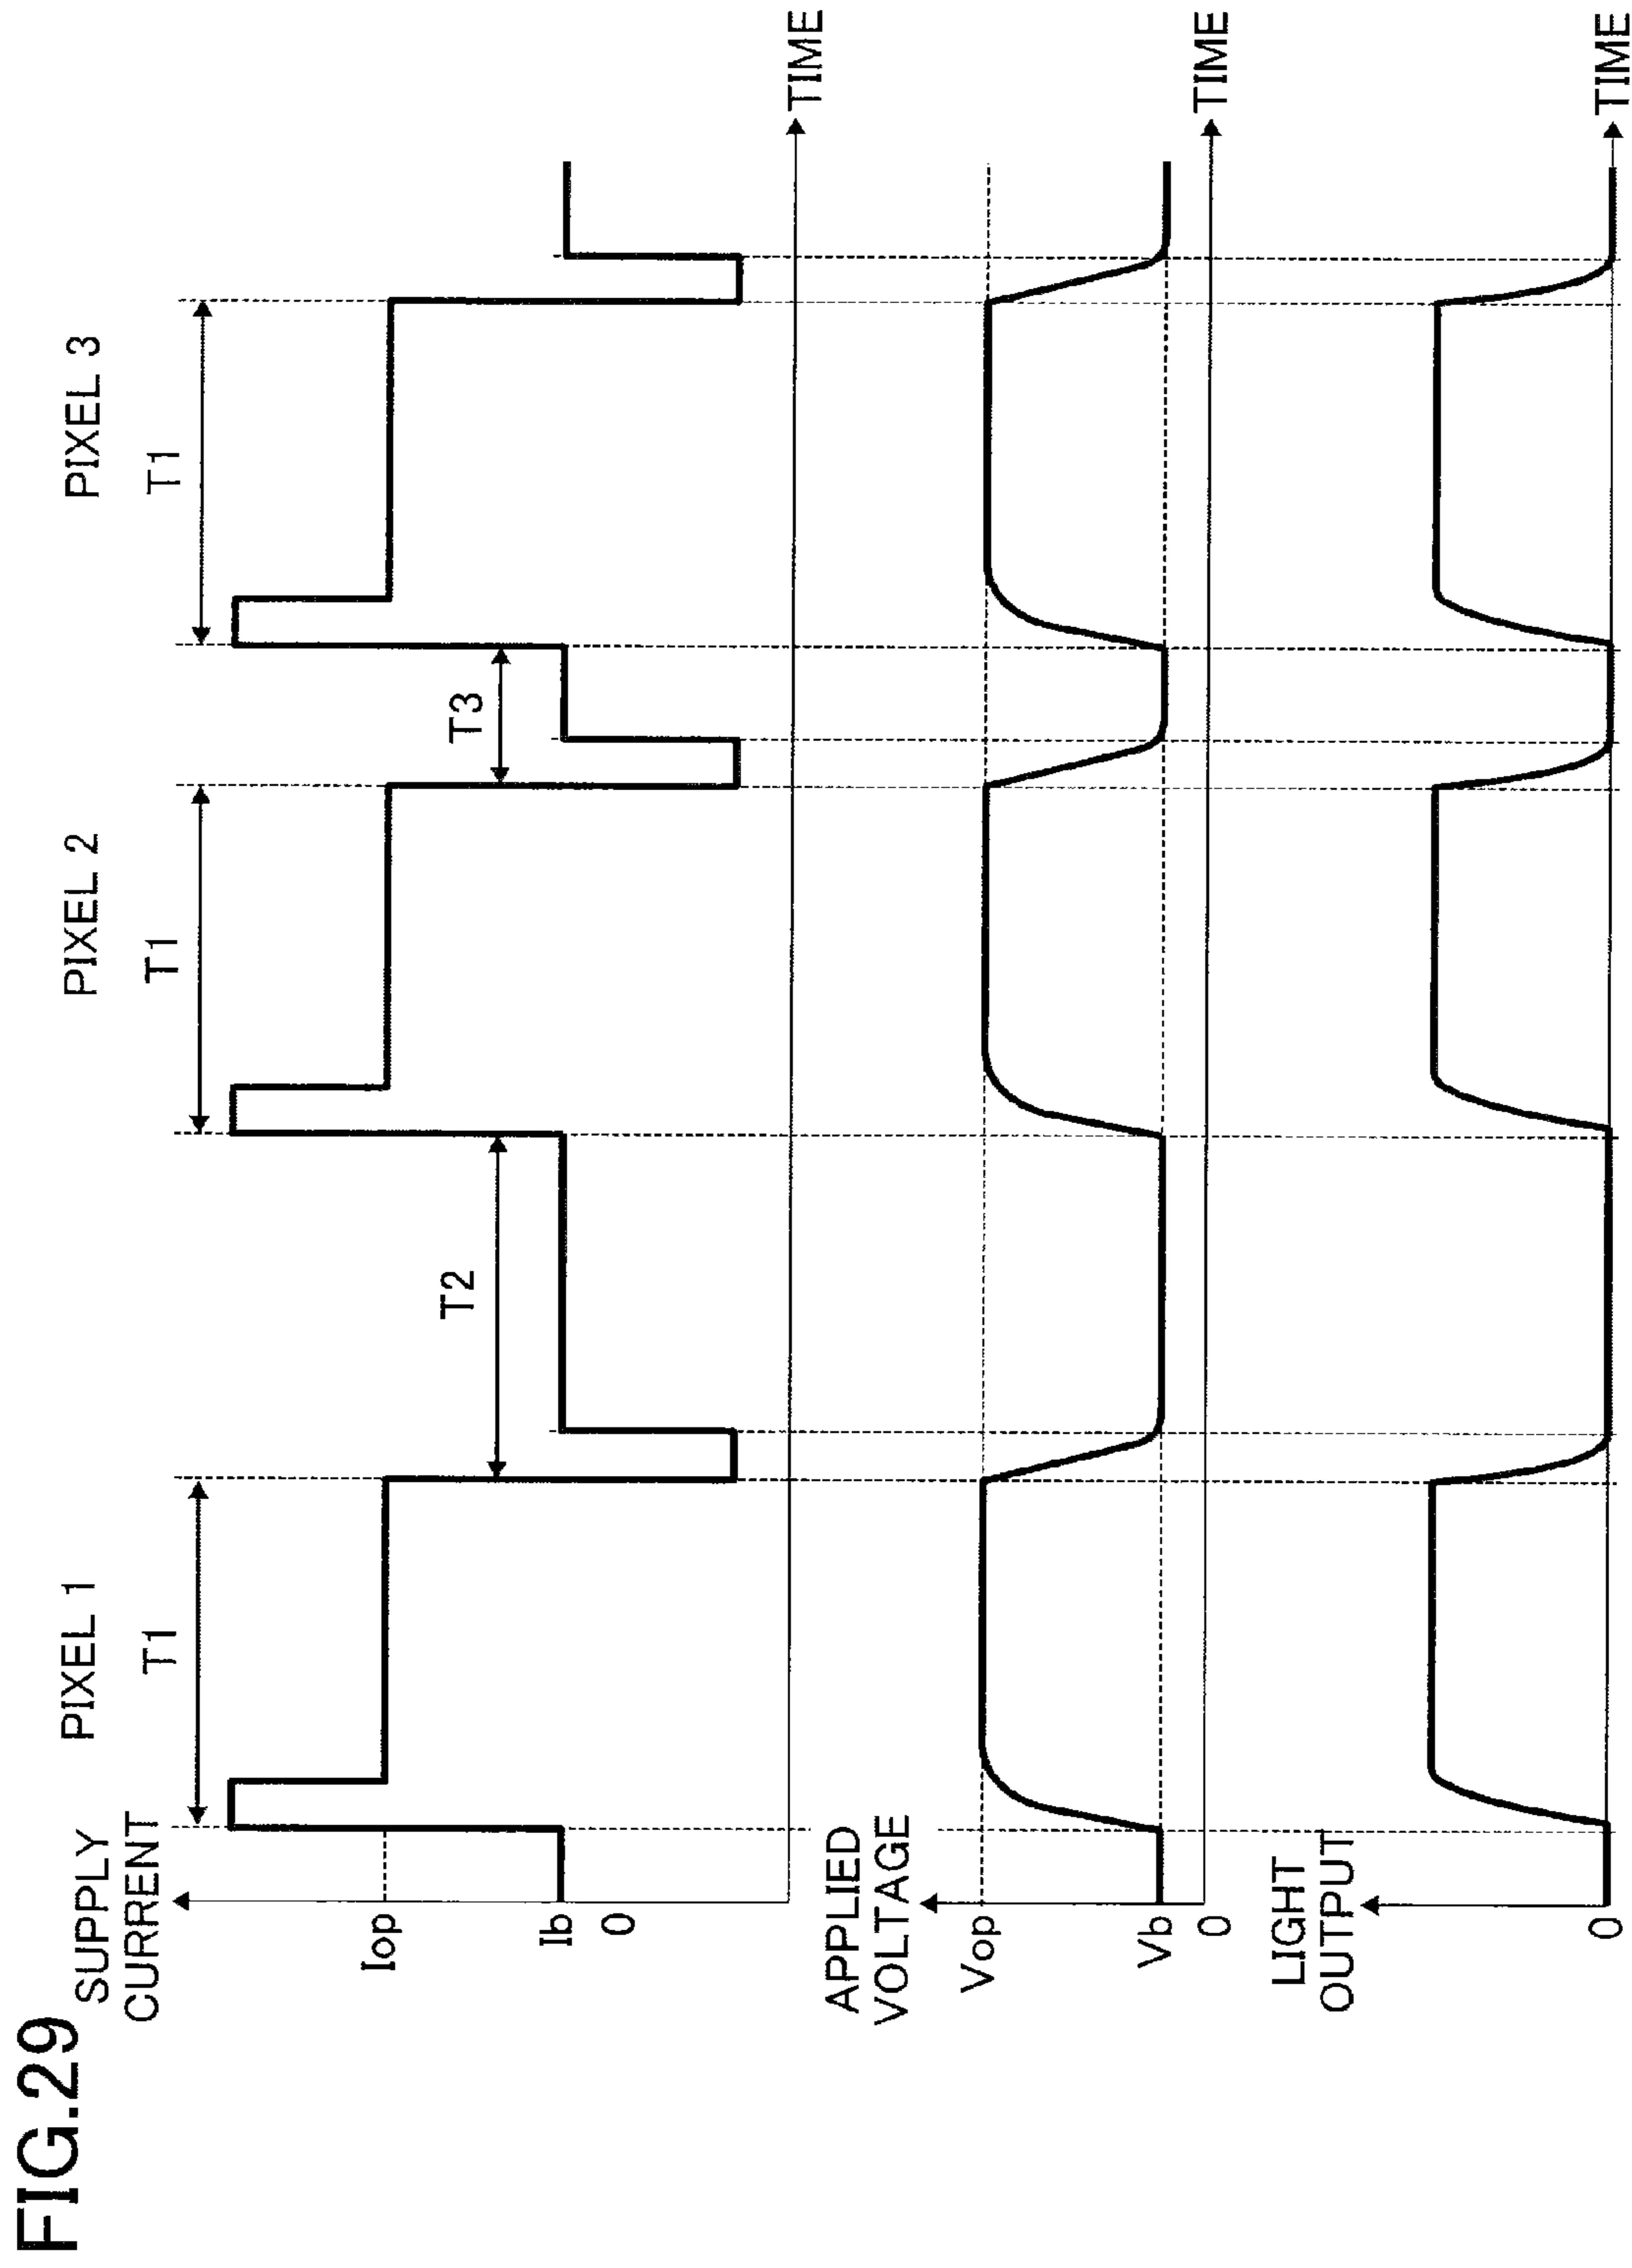 FIG.29
SUPPLY
CURRENT
PIXEL 1
PIXEL 2
PIXEL 3
T1
T1
T1
T2
T3
Iop
Ib
0
TIME
APPLIED
VOLTAGE
Vop
Vb
0
TIME
LIGHT
OUTPUT
0
TIME